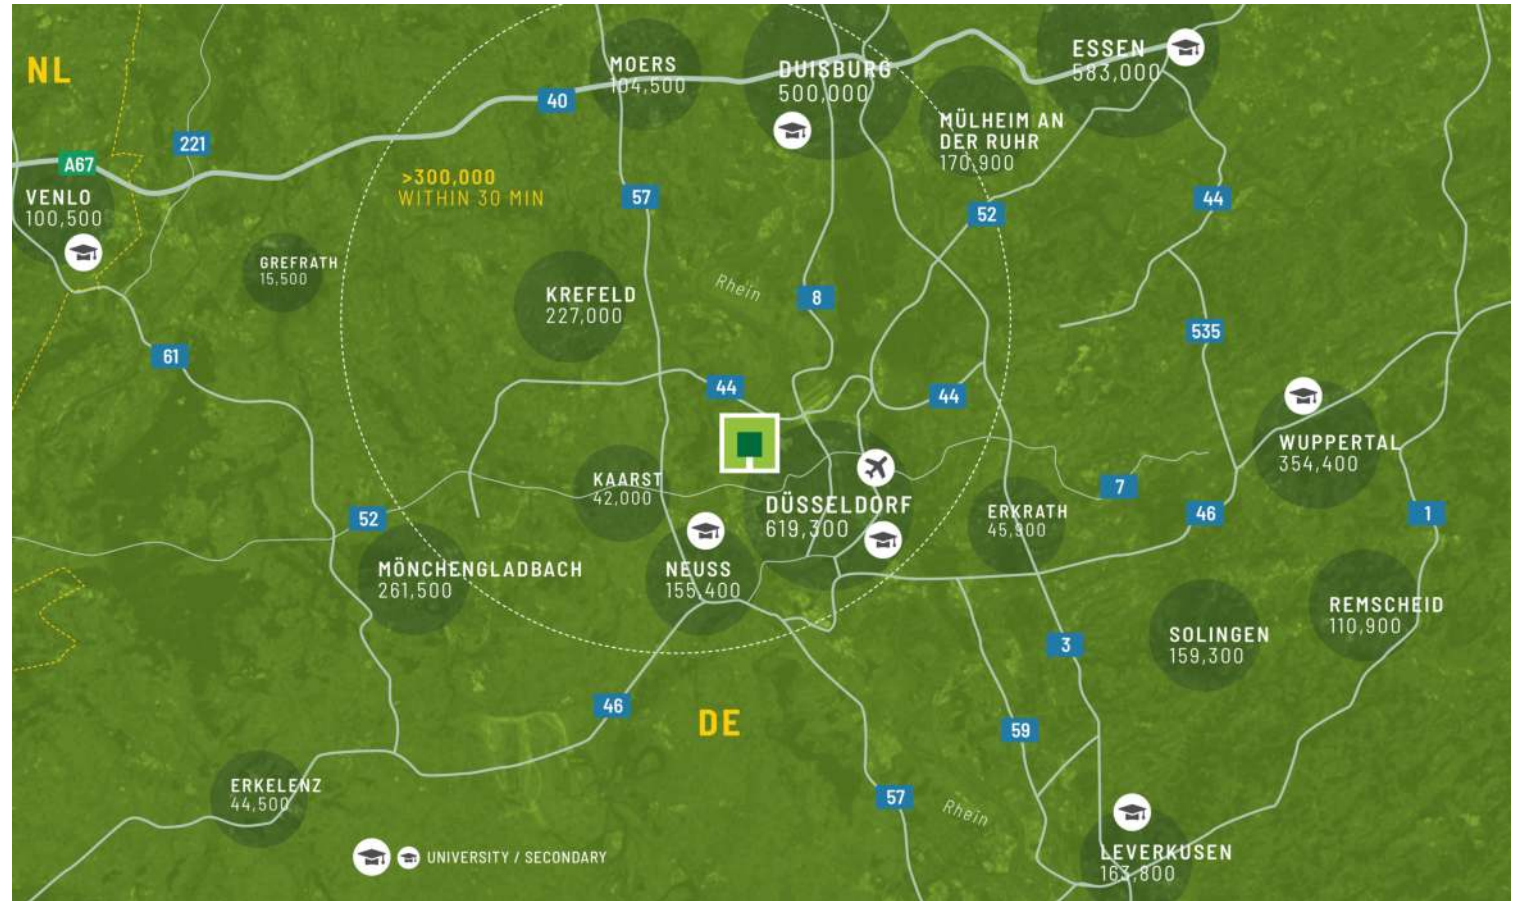 NL
MOERS
104,500
DUISBURG
500,000
ESSEN
583,000
40
MÜLHEIM AN
DER RUHR
170,900
221
A67
>300,000
WITHIN 30 MIN
VENLO
100,500
57
52
44
GREFRATH
15,500
KREFELD
227,000
Rhein
8
535
61
44
44
WUPPERTAL
354,400
KAARST
42,000
7
DÜSSELDORF
619,300
ERKRATH
45,900
46
1
52
MÖNCHENGLADBACH
261,500
NEUSS
155,400
REMSCHEID
110,900
SOLINGEN
159,300
3
46
DE
59
ERKELENZ
44,500
57
Rhein
LEVERKUSEN
163,800
UNIVERSITY / SECONDARY